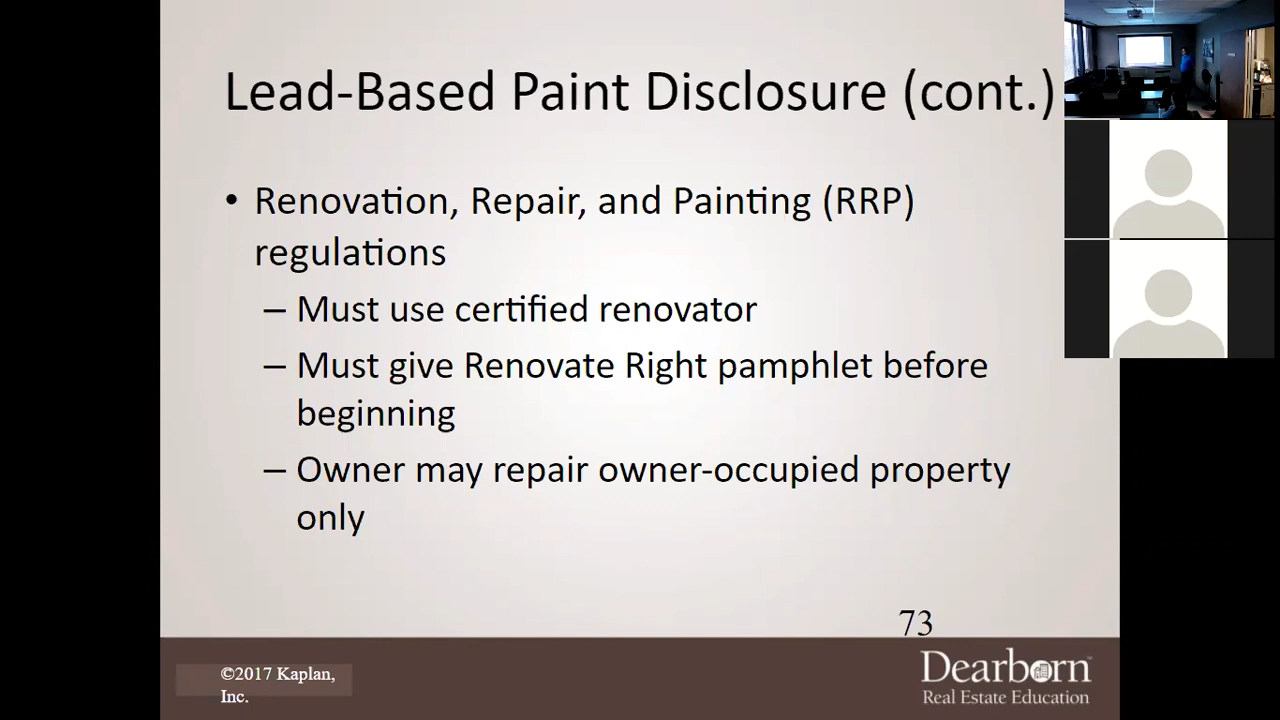 Lead-Based Paint Disclosure (cont.)
• Renovation, Repair, and Painting (RRP)
regulations
– Must use certified renovator
– Must give Renovate Right pamphlet before
beginning
– Owner may repair owner-occupied property
only
73
©2017 Kaplan,
Inc.
Dearborn
Real Estate Education